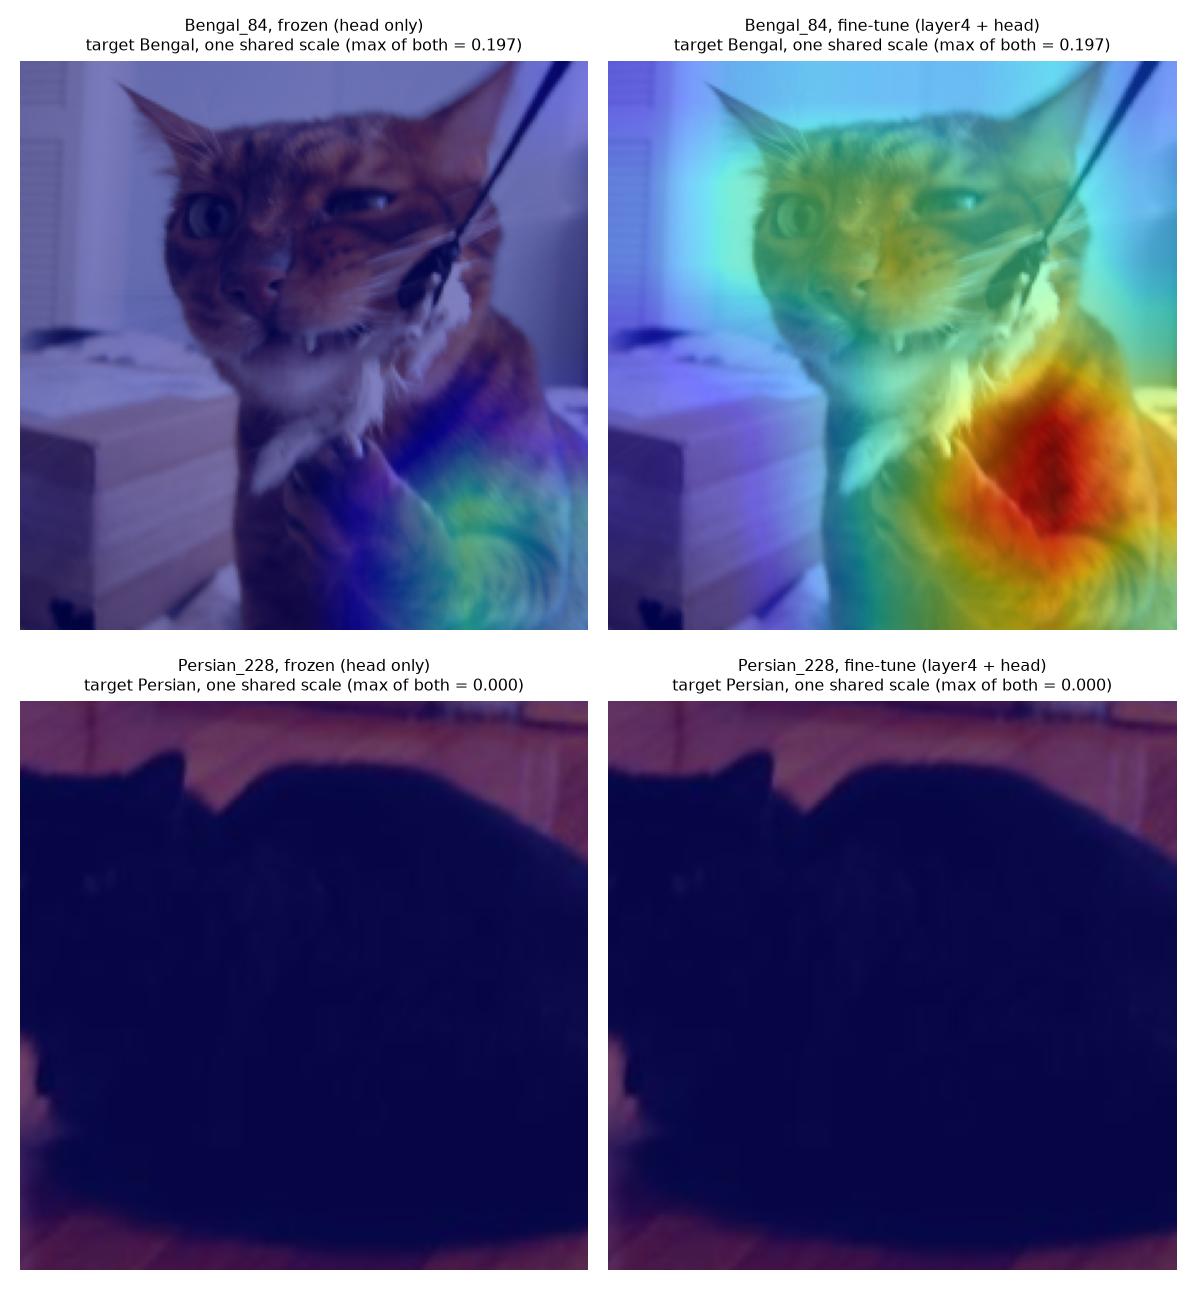 Bengal_84, frozen (head only)
target Bengal, one shared scale (max of both = 0.197)
Bengal_84, fine-tune (layer4 + head)
target Bengal, one shared scale (max of both = 0.197)
Persian_228, frozen (head only)
target Persian, one shared scale (max of both = 0.000)
Persian_228, fine-tune (layer4 + head)
target Persian, one shared scale (max of both = 0.000)